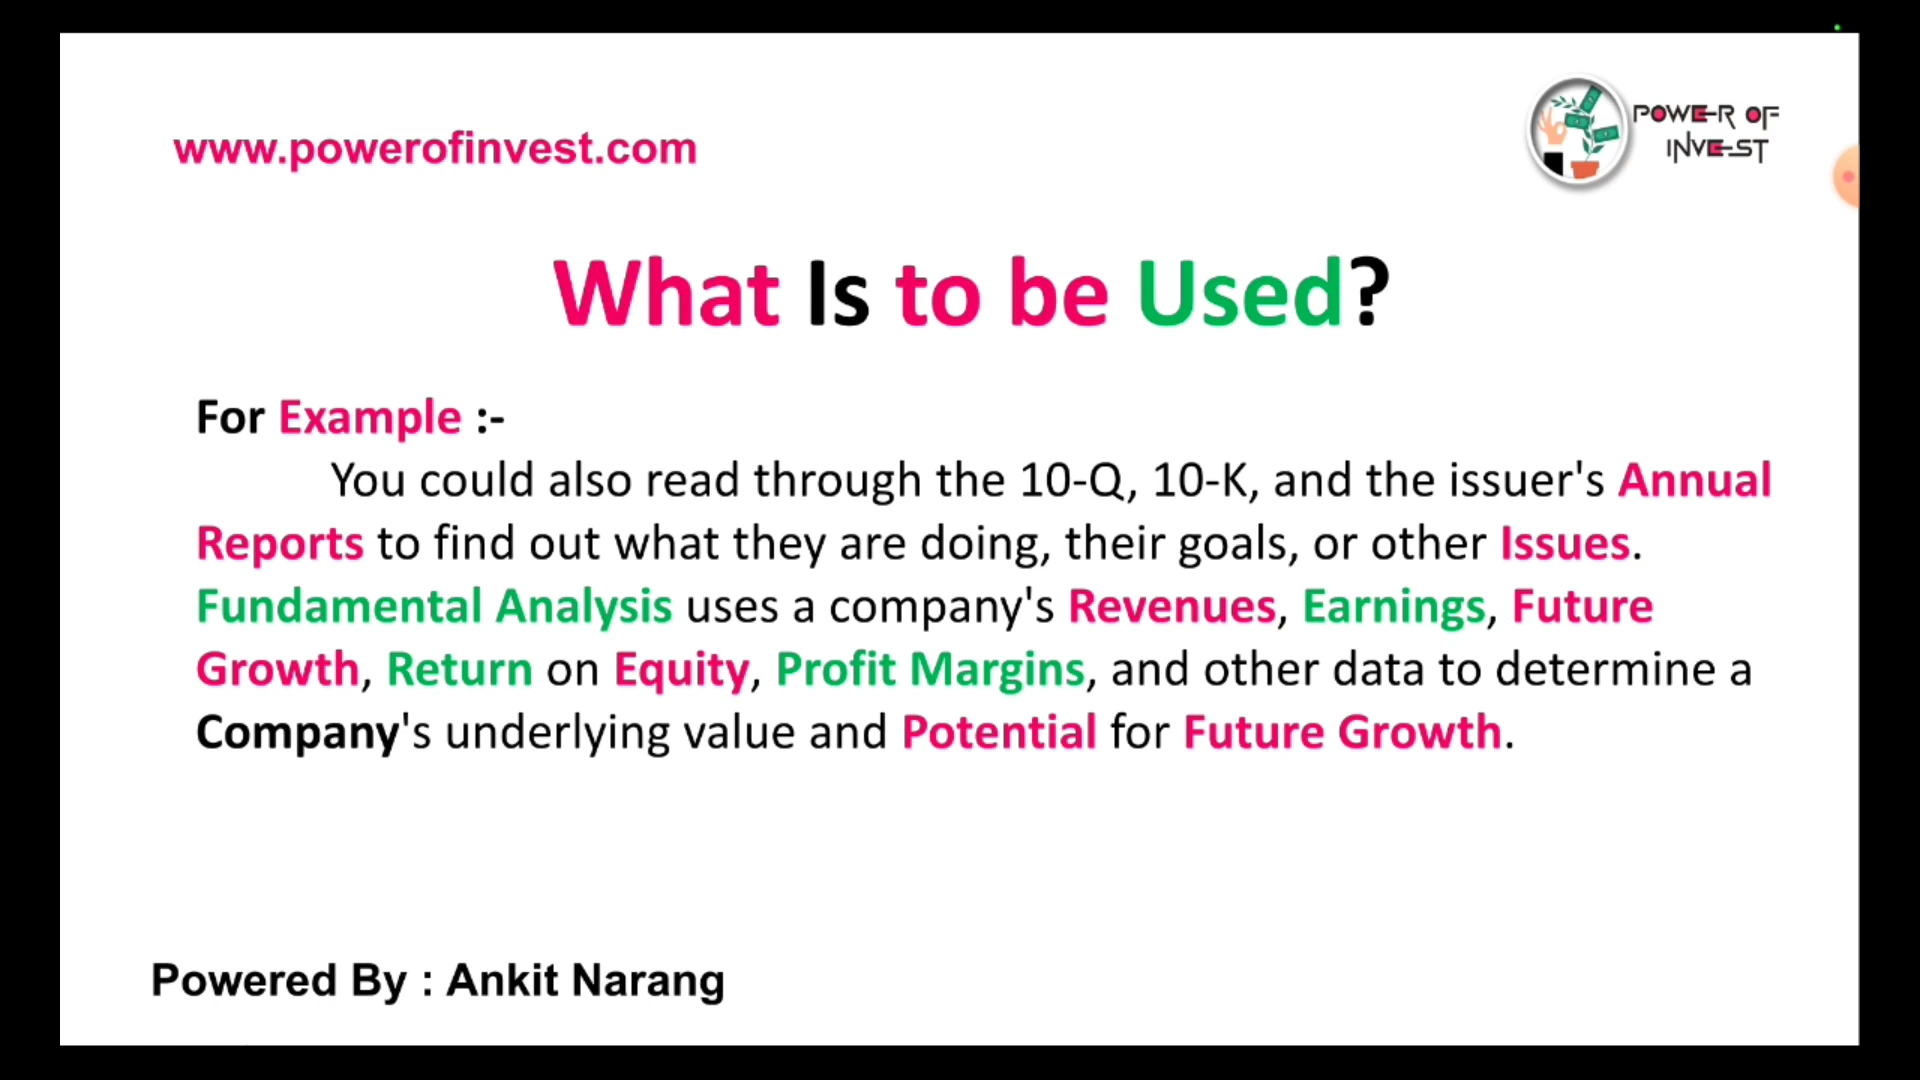 www.powerofinvest.com
POWER OF
INVEST
What Is to be Used?
For Example :-
You could also read through the 10-Q, 10-K, and the issuer's Annual
Reports to find out what they are doing, their goals, or other Issues.
Fundamental Analysis uses a company's Revenues, Earnings, Future
Growth, Return on Equity, Profit Margins, and other data to determine a
Company's underlying value and Potential for Future Growth.
Powered By : Ankit Narang